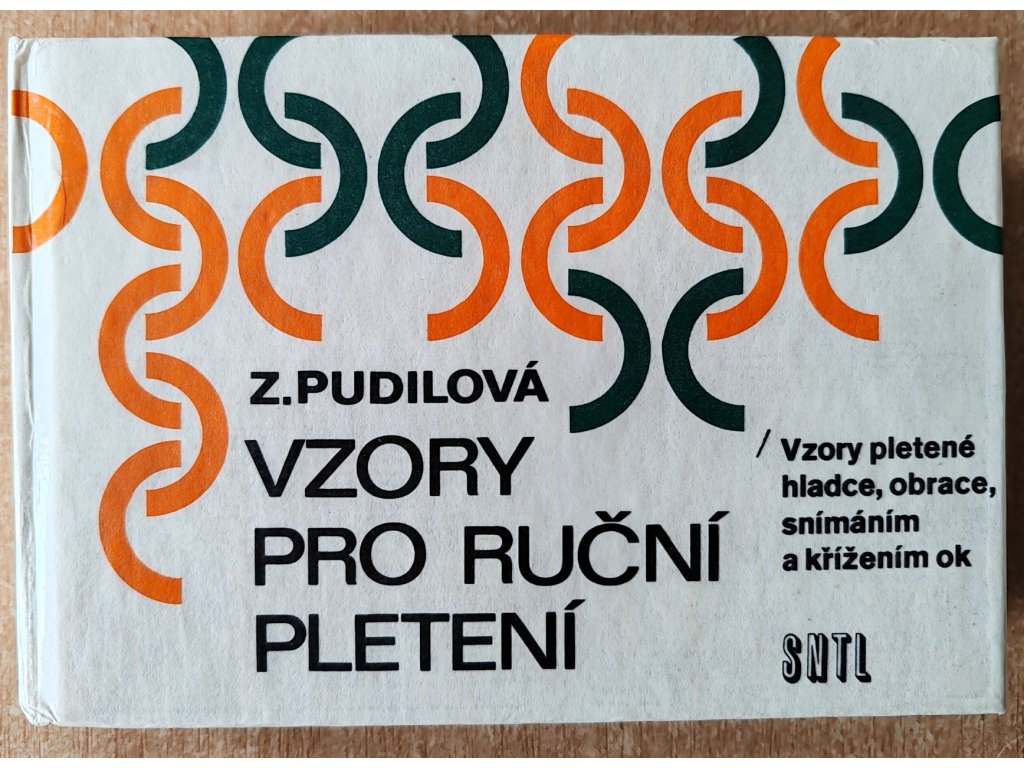 Z.PUDILOVÁ
VZORY
PRO RUČNÍ
PLETENÍ
/ Vzory pletené
hladce, obrace,
snímáním
a křížením ok
SNTL